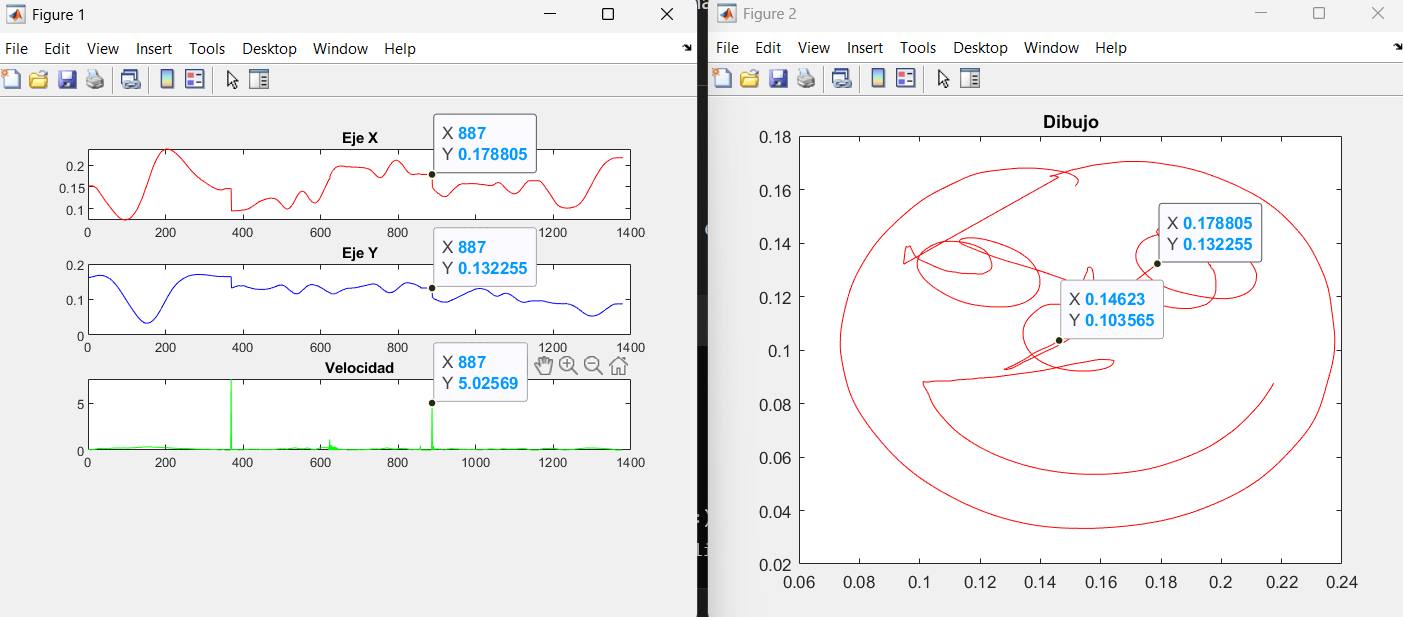 Figure 1
File Edit View Insert Tools Desktop Window Help
Eje X
X 887
Y 0.178805
0.2
0.15
0.1
0 200 400 600 800 1000 1200 1400
Eje Y
X 887
Y 0.132255
0.2
0.1
0
0 200 400 600 800 1000 1200 1400
Velocidad
X 887
Y 5.02569
5
0
0 200 400 600 800 1000 1200 1400
Figure 2
File Edit View Insert Tools Desktop Window Help
Dibujo
0.18
0.16
0.14
0.12
0.1
0.08
0.06
0.04
0.02
X 0.178805
Y 0.132255
X 0.14623
Y 0.103565
0.06 0.08 0.1 0.12 0.14 0.16 0.18 0.2 0.22 0.24